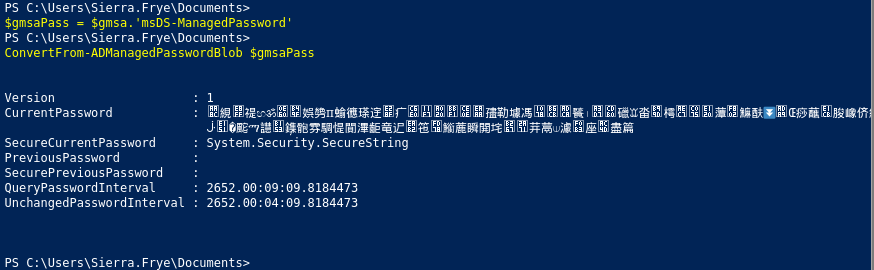 PS C:\Users\Sierra.Frye\Documents>
$gmsaPass = $gmsa.'msDS-ManagedPassword'
PS C:\Users\Sierra.Frye\Documents>
ConvertFrom-ADManagedPasswordBlob $gmsaPass
Version : 1
CurrentPassword :
SecureCurrentPassword : System.Security.SecureString
PreviousPassword :
SecurePreviousPassword :
QueryPasswordInterval : 2652.00:09:09.8184473
UnchangedPasswordInterval : 2652.00:04:09.8184473
PS C:\Users\Sierra.Frye\Documents>